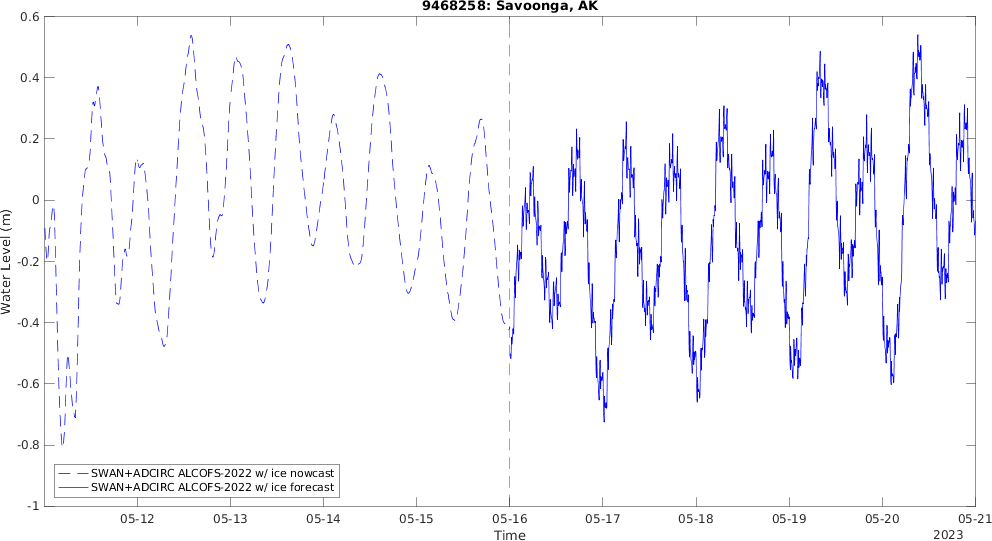 9468258: Savoonga, AK
0.6
0.4
0.2
0
-0.2
-0.4
-0.6
-0.8
-1
Water Level (m)
SWAN+ADCIRC ALCOFS-2022 w/ ice nowcast
SWAN+ADCIRC ALCOFS-2022 w/ ice forecast
05-12 05-13 05-14 05-15 05-16 05-17 05-18 05-19 05-20 05-21
Time
2023